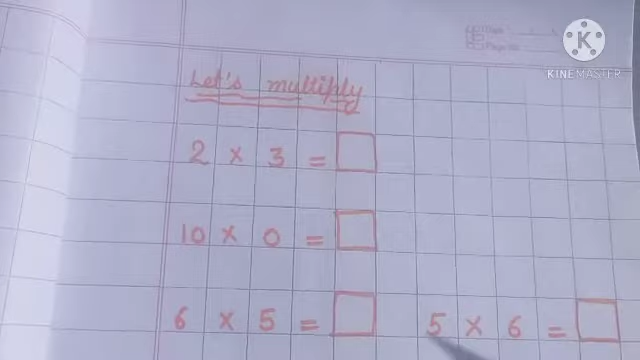 K
KINEMASTER
Let's multiply
2 × 3 = □
10 × 0 = □
6 × 5 = □ 5 × 6 = □